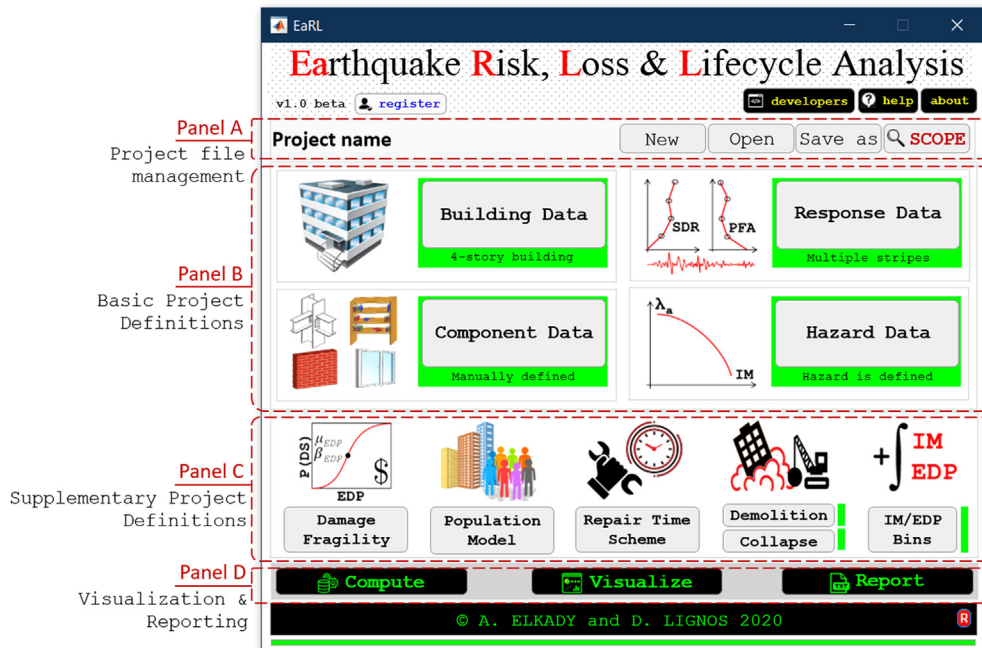 EaRL
Earthquake Risk, Loss & Lifecycle Analysis
v1.0 beta register developers help about
Panel A
Project file
management
Project name New Open Save as SCOPE
Panel B
Basic Project
Definitions
Building Data
4-story building
SDR PFA
Response Data
Multiple stripes
Component Data
Manually defined
λa
IM
Hazard Data
Hazard is defined
Panel C
Supplementary Project
Definitions
P(DS)
μEDP
βEDP
$
EDP
Damage
Fragility
Population
Model
Repair Time
Scheme
Demolition
Collapse
+∫ IM
EDP
IM/EDP
Bins
Panel D
Visualization &
Reporting
Compute Visualize Report
© A. ELKADY and D. LIGNOS 2020 R